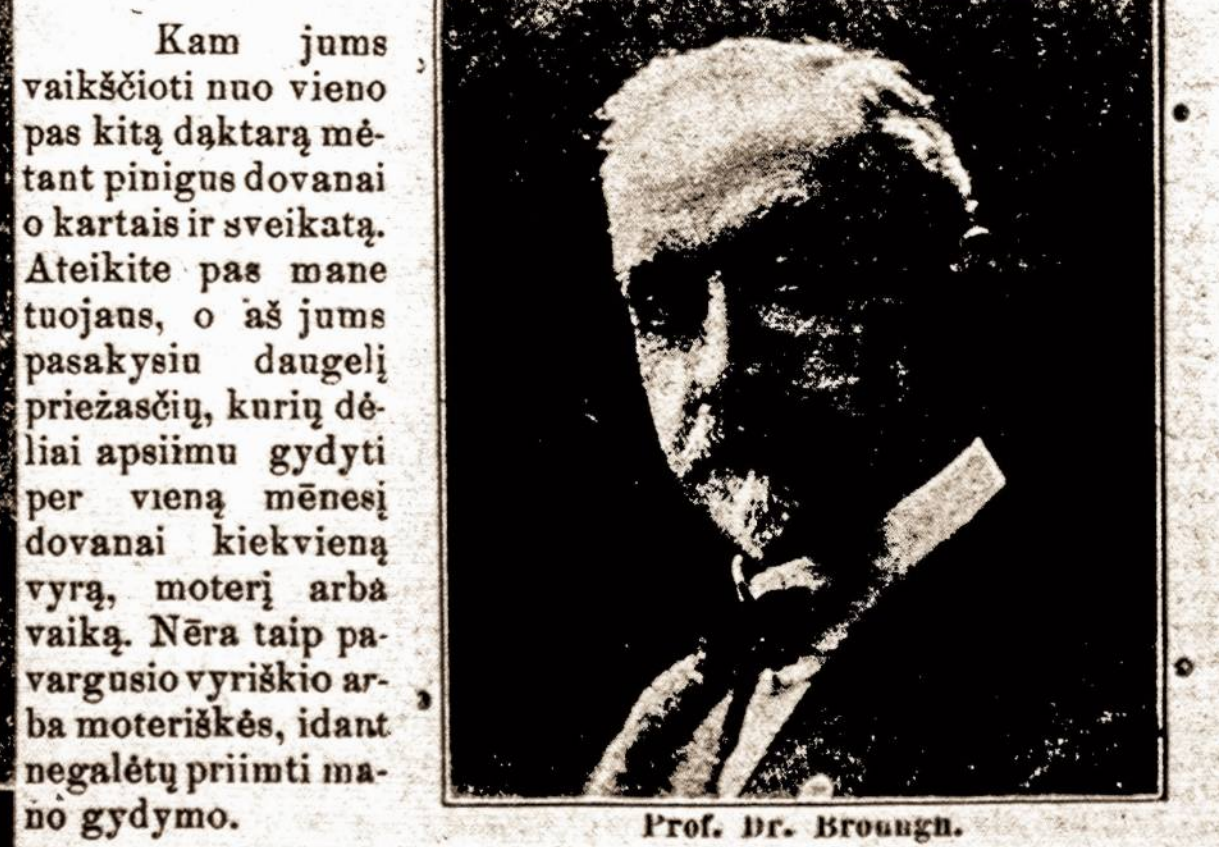 Kam jums
vaikščioti nuo vieno
pas kitą daktarą mė-
tant pinigus dovanai
o kartais ir sveikatą.
Ateikite pas mane
tuojaus, o aš jums
pasakysiu daugelį
priežasčių, kurių dė-
liai apsiimu gydyti
per vieną mēnesį
dovanai kiekvieną
vyrą, moterį arba
vaiką. Nēra taip pa-
vargusio vyriškio ar-
ba moteriškės, idant
negalėtų priimti ma-
no gydymo.
Prof. Dr.